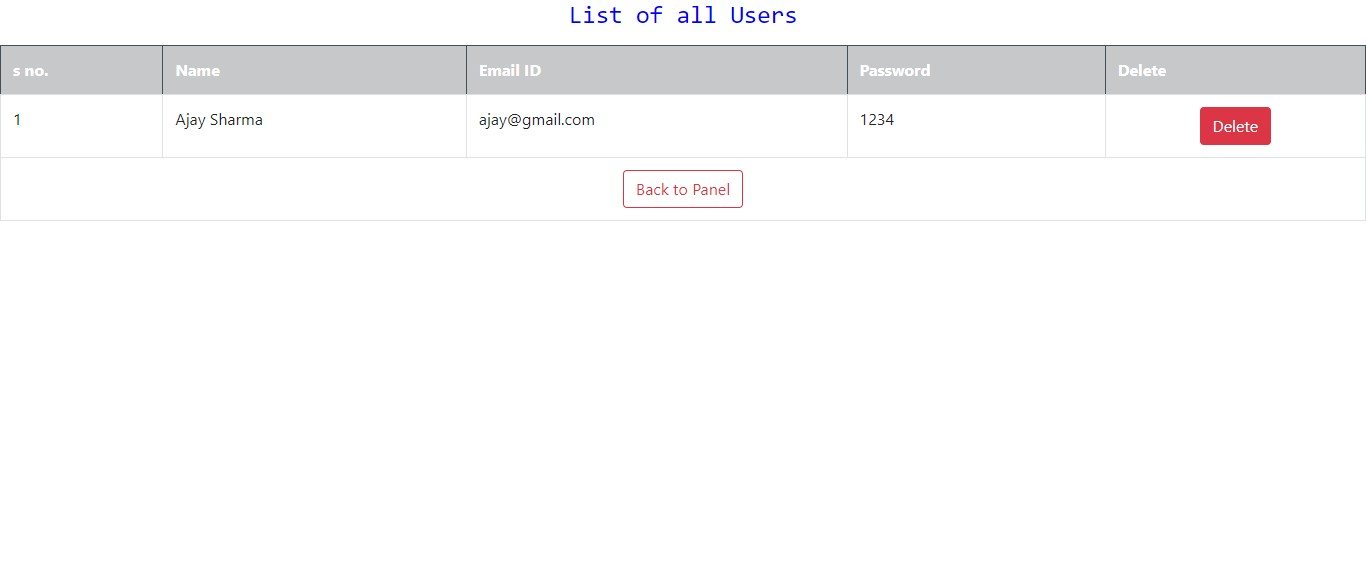 List of all Users
s no. Name Email ID Password Delete
1 Ajay Sharma ajay@gmail.com 1234 Delete
Back to Panel